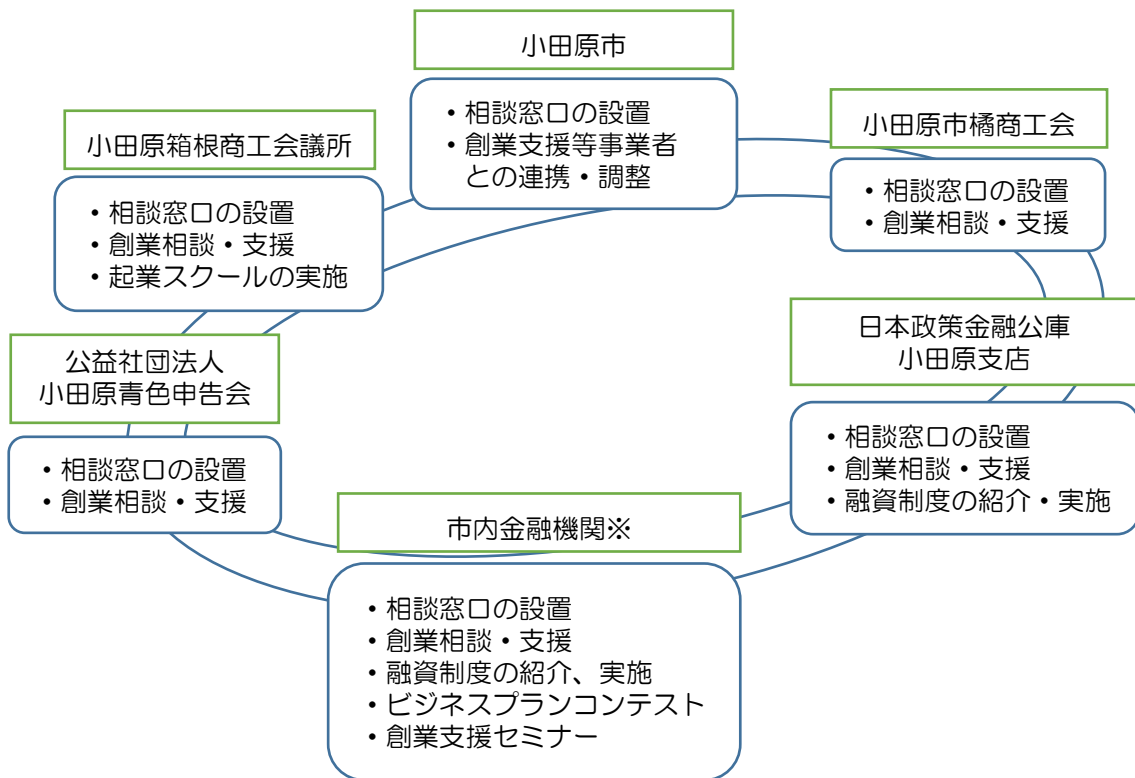 小田原市
・相談窓口の設置
・創業支援等事業者
との連携・調整
小田原箱根商工会議所
・相談窓口の設置
・創業相談・支援
・起業スクールの実施
小田原市橘商工会
・相談窓口の設置
・創業相談・支援
公益社団法人
小田原青色申告会
・相談窓口の設置
・創業相談・支援
日本政策金融公庫
小田原支店
・相談窓口の設置
・創業相談・支援
・融資制度の紹介・実施
市内金融機関※
・相談窓口の設置
・創業相談・支援
・融資制度の紹介、実施
・ビジネスプランコンテスト
・創業支援セミナー